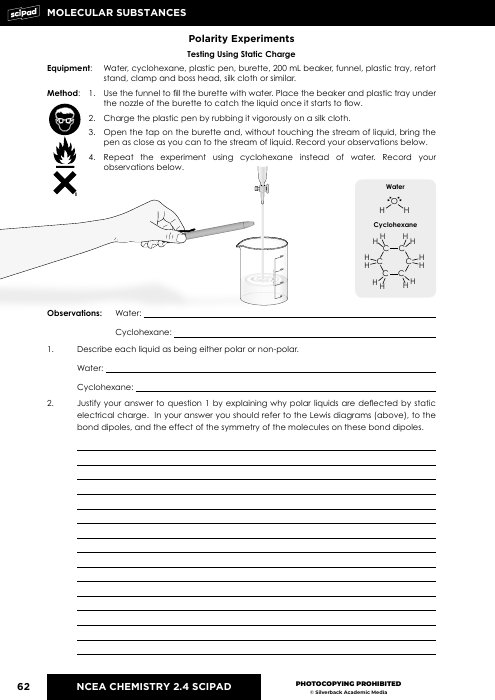 scipad MOLECULAR SUBSTANCES
Polarity Experiments
Testing Using Static Charge
Equipment: Water, cyclohexane, plastic pen, burette, 200 mL beaker, funnel, plastic tray, retort
stand, clamp and boss head, silk cloth or similar.
Method: 1. Use the funnel to fill the burette with water. Place the beaker and plastic tray under
the nozzle of the burette to catch the liquid once it starts to flow.
2. Charge the plastic pen by rubbing it vigorously on a silk cloth.
3. Open the tap on the burette and, without touching the stream of liquid, bring the
pen as close as you can to the stream of liquid. Record your observations below.
4. Repeat the experiment using cyclohexane instead of water. Record your
observations below.
Water
O
H H
Cyclohexane
H H H H
C C
H H
C C
H H
C C
H H H H
Observations: Water:
Cyclohexane:
1. Describe each liquid as being either polar or non-polar.
Water:
Cyclohexane:
2. Justify your answer to question 1 by explaining why polar liquids are deflected by static
electrical charge. In your answer you should refer to the Lewis diagrams (above), to the
bond dipoles, and the effect of the symmetry of the molecules on these bond dipoles.
62 NCEA CHEMISTRY 2.4 SCIPAD PHOTOCOPYING PROHIBITED
© Silverback Academic Media